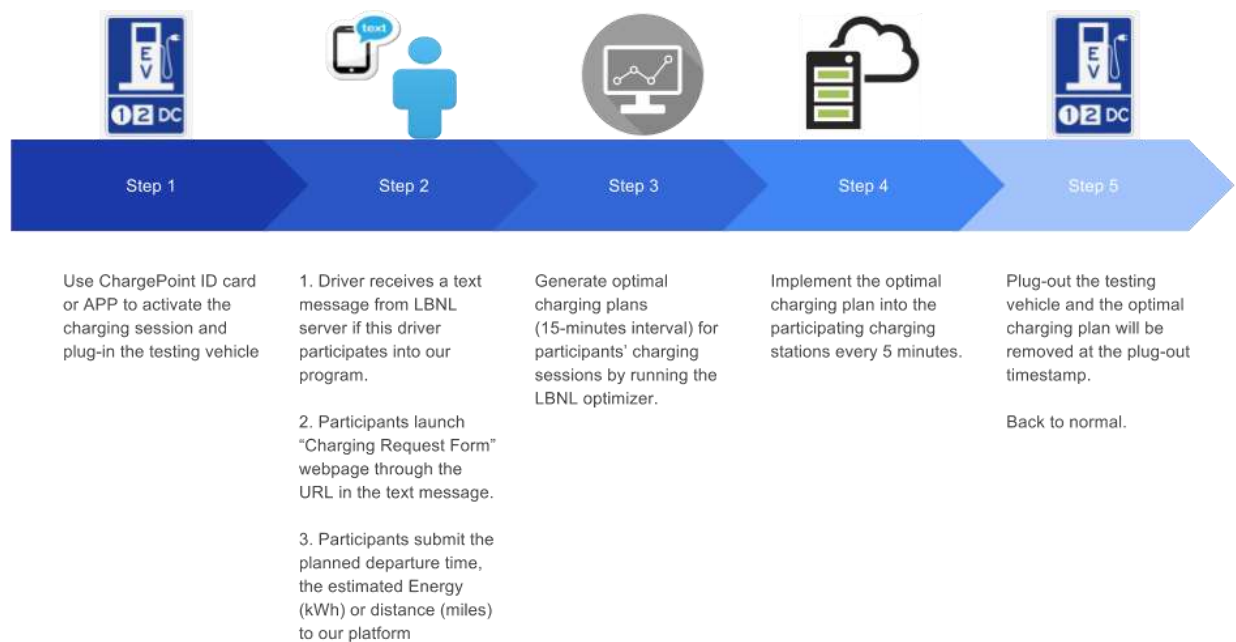 E
V
1 2 DC
text
E
V
1 2 DC
Step 1
Step 2
Step 3
Step 4
Step 5
Use ChargePoint ID card
or APP to activate the
charging session and
plug-in the testing vehicle
1. Driver receives a text
message from LBNL
server if this driver
participates into our
program.
2. Participants launch
“Charging Request Form”
webpage through the
URL in the text message.
3. Participants submit the
planned departure time,
the estimated Energy
(kWh) or distance (miles)
to our platform
Generate optimal
charging plans
(15-minutes interval) for
participants’ charging
sessions by running the
LBNL optimizer.
Implement the optimal
charging plan into the
participating charging
stations every 5 minutes.
Plug-out the testing
vehicle and the optimal
charging plan will be
removed at the plug-out
timestamp.
Back to normal.